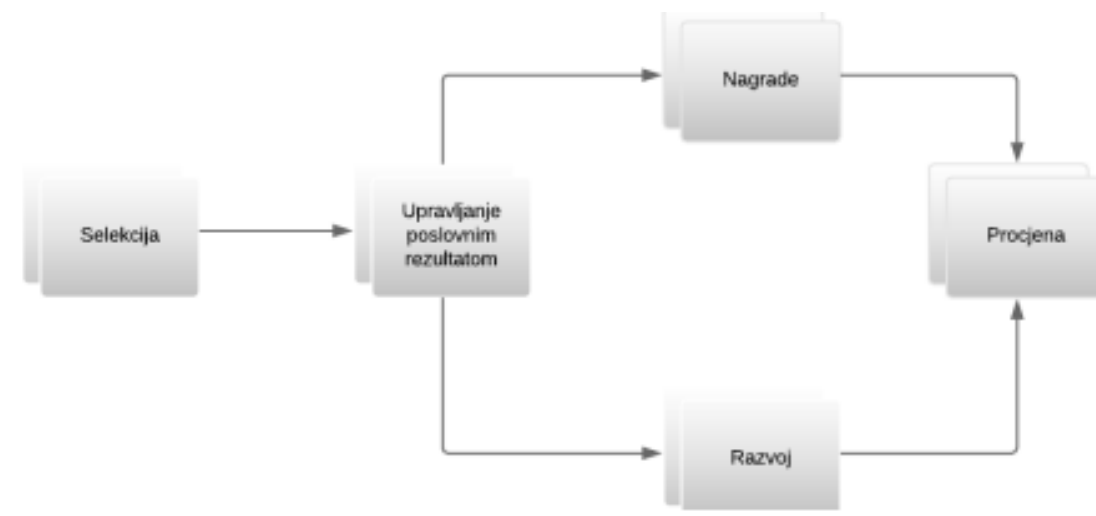 Nagrade
Selekcija
Upravljanje
poslovnim
rezultatom
Procjena
Razvoj